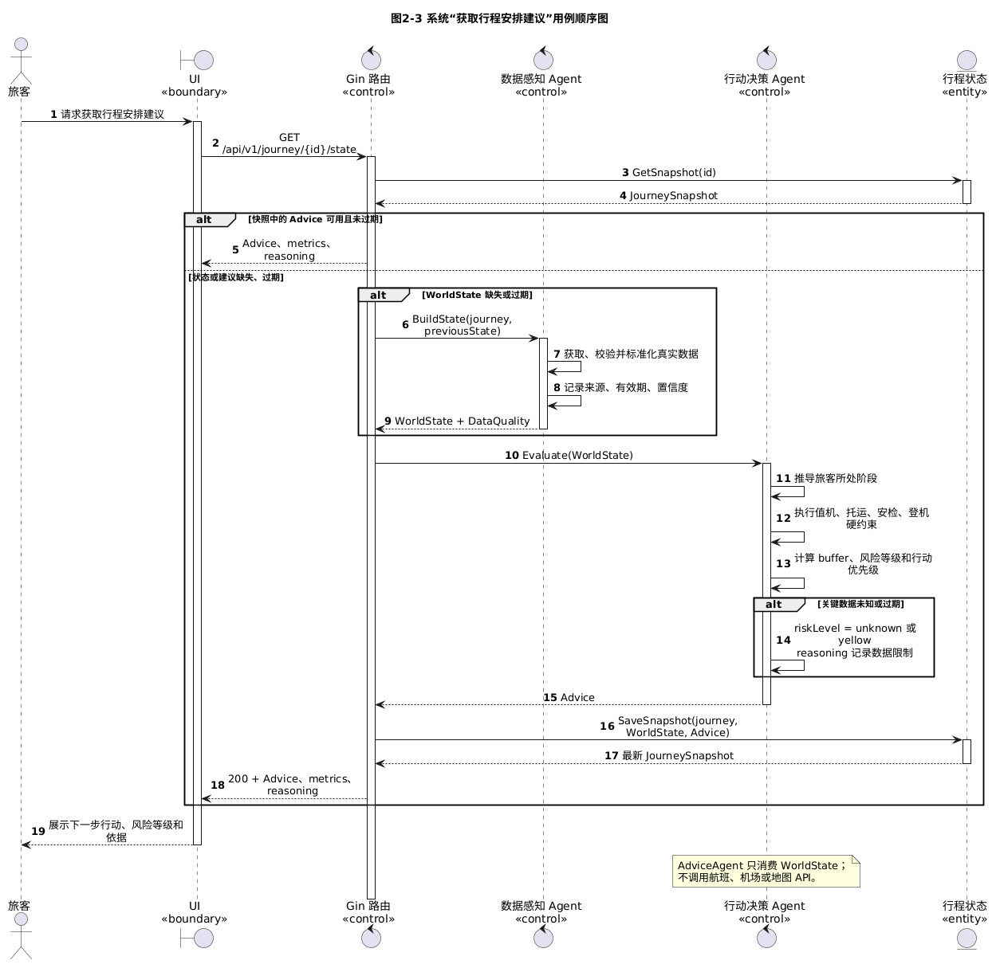 图2-3 系统“获取行程安排建议”用例顺序图
旅客
UI
«boundary»
Gin 路由
«control»
数据感知 Agent
«control»
行动决策 Agent
«control»
行程状态
«entity»
1 请求获取行程安排建议
2 GET
/api/v1/journey/{id}/state
3 GetSnapshot(id)
4 JourneySnapshot
alt [快照中的 Advice 可用且未过期]
5 Advice、metrics、
reasoning
[状态或建议缺失、过期]
alt [WorldState 缺失或过期]
6 BuildState(journey,
previousState)
7 获取、校验并标准化真实数据
8 记录来源、有效期、置信度
9 WorldState + DataQuality
10 Evaluate(WorldState)
11 推导旅客所处阶段
12 执行值机、托运、安检、登机
硬约束
13 计算 buffer、风险等级和行动
优先级
alt [关键数据未知或过期]
14 riskLevel = unknown 或
yellow
reasoning 记录数据限制
15 Advice
16 SaveSnapshot(journey,
WorldState, Advice)
17 最新 JourneySnapshot
18 200 + Advice、metrics、
reasoning
19 展示下一步行动、风险等级和
依据
AdviceAgent 只消费 WorldState；
不调用航班、机场或地图 API。
旅客
UI
«boundary»
Gin 路由
«control»
数据感知 Agent
«control»
行动决策 Agent
«control»
行程状态
«entity»